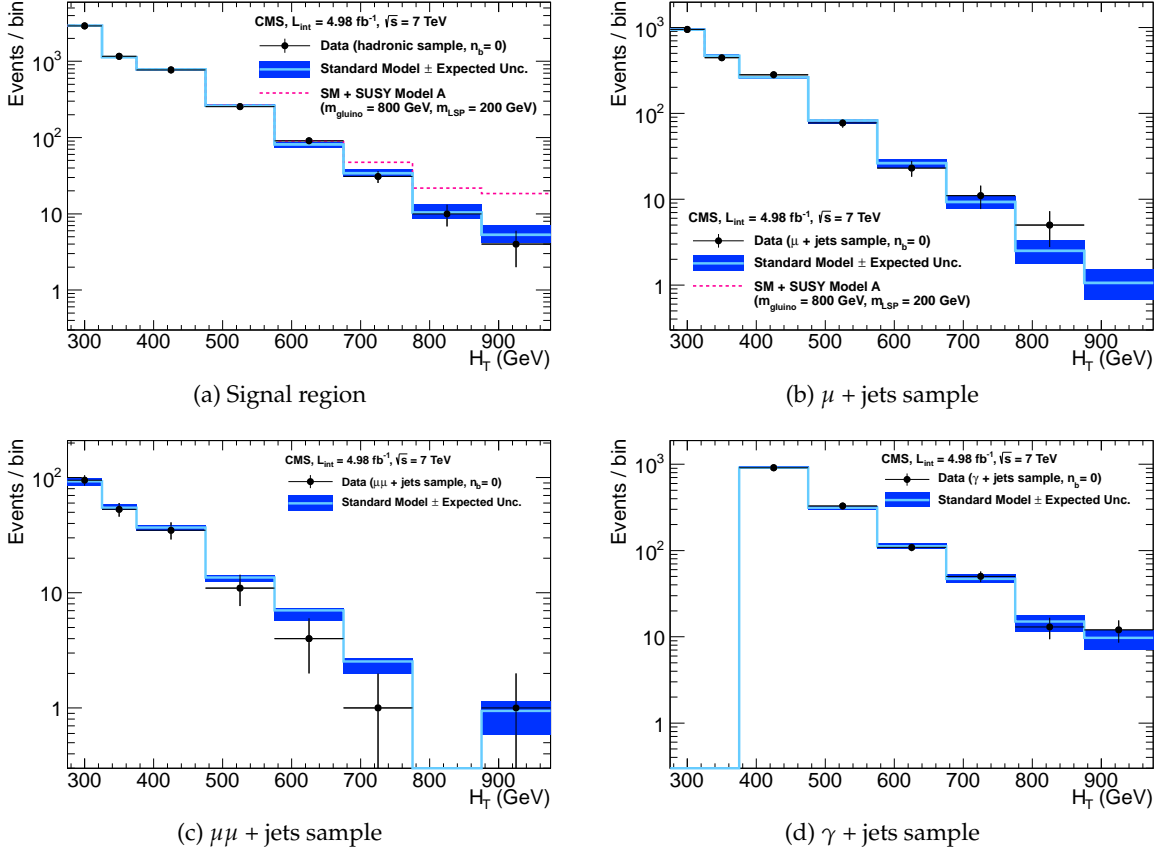 Events / bin
CMS, L_int = 4.98 fb⁻¹, √s = 7 TeV
Data (hadronic sample, n_b = 0)
Standard Model ± Expected Unc.
SM + SUSY Model A
(m_gluino = 800 GeV, m_LSP = 200 GeV)
10³
10²
10
1
300 400 500 600 700 800 900
H_T (GeV)
(a) Signal region
Events / bin
10³
10²
10
1
CMS, L_int = 4.98 fb⁻¹, √s = 7 TeV
Data (μ + jets sample, n_b = 0)
Standard Model ± Expected Unc.
SM + SUSY Model A
(m_gluino = 800 GeV, m_LSP = 200 GeV)
300 400 500 600 700 800 900
H_T (GeV)
(b) μ + jets sample
Events / bin
CMS, L_int = 4.98 fb⁻¹, √s = 7 TeV
Data (μμ + jets sample, n_b = 0)
Standard Model ± Expected Unc.
10²
10
1
300 400 500 600 700 800 900
H_T (GeV)
(c) μμ + jets sample
Events / bin
CMS, L_int = 4.98 fb⁻¹, √s = 7 TeV
Data (γ + jets sample, n_b = 0)
Standard Model ± Expected Unc.
10³
10²
10
1
300 400 500 600 700 800 900
H_T (GeV)
(d) γ + jets sample